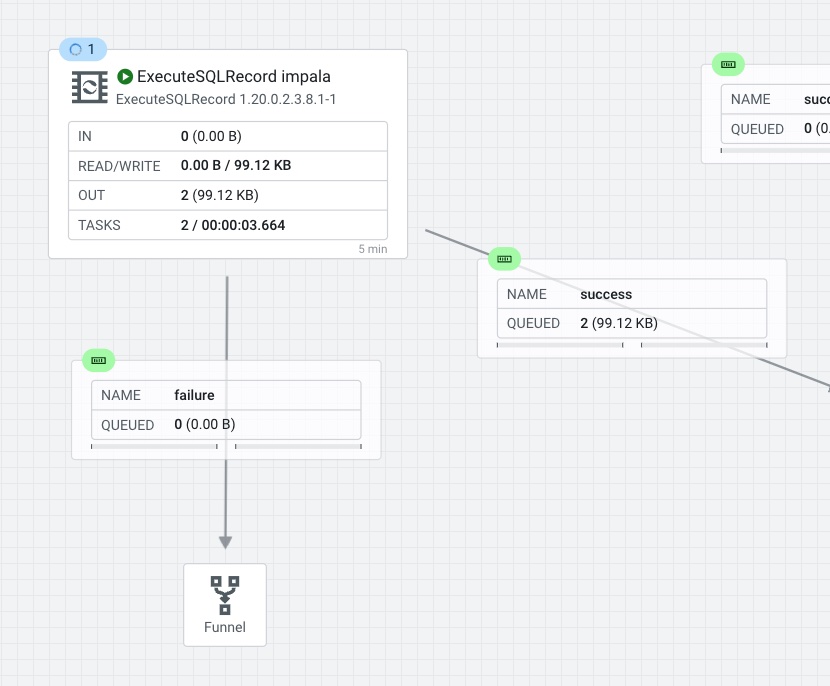 1
ExecuteSQLRecord impala
ExecuteSQLRecord 1.20.0.2.3.8.1-1
IN 0 (0.00 B)
READ/WRITE 0.00 B / 99.12 KB
OUT 2 (99.12 KB)
TASKS 2 / 00:00:03.664
5 min
NAME succ
QUEUED 0 (0.
NAME success
QUEUED 2 (99.12 KB)
NAME failure
QUEUED 0 (0.00 B)
Funnel